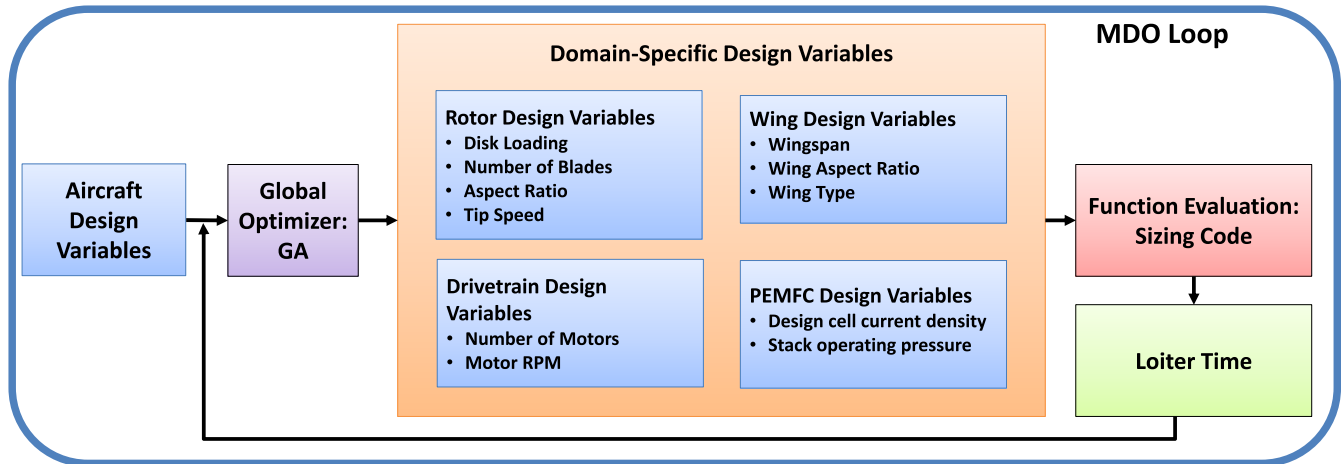 MDO Loop
Domain-Specific Design Variables
Aircraft
Design
Variables
Global
Optimizer:
GA
Rotor Design Variables
• Disk Loading
• Number of Blades
• Aspect Ratio
• Tip Speed
Wing Design Variables
• Wingspan
• Wing Aspect Ratio
• Wing Type
Drivetrain Design
Variables
• Number of Motors
• Motor RPM
PEMFC Design Variables
• Design cell current density
• Stack operating pressure
Function Evaluation:
Sizing Code
Loiter Time